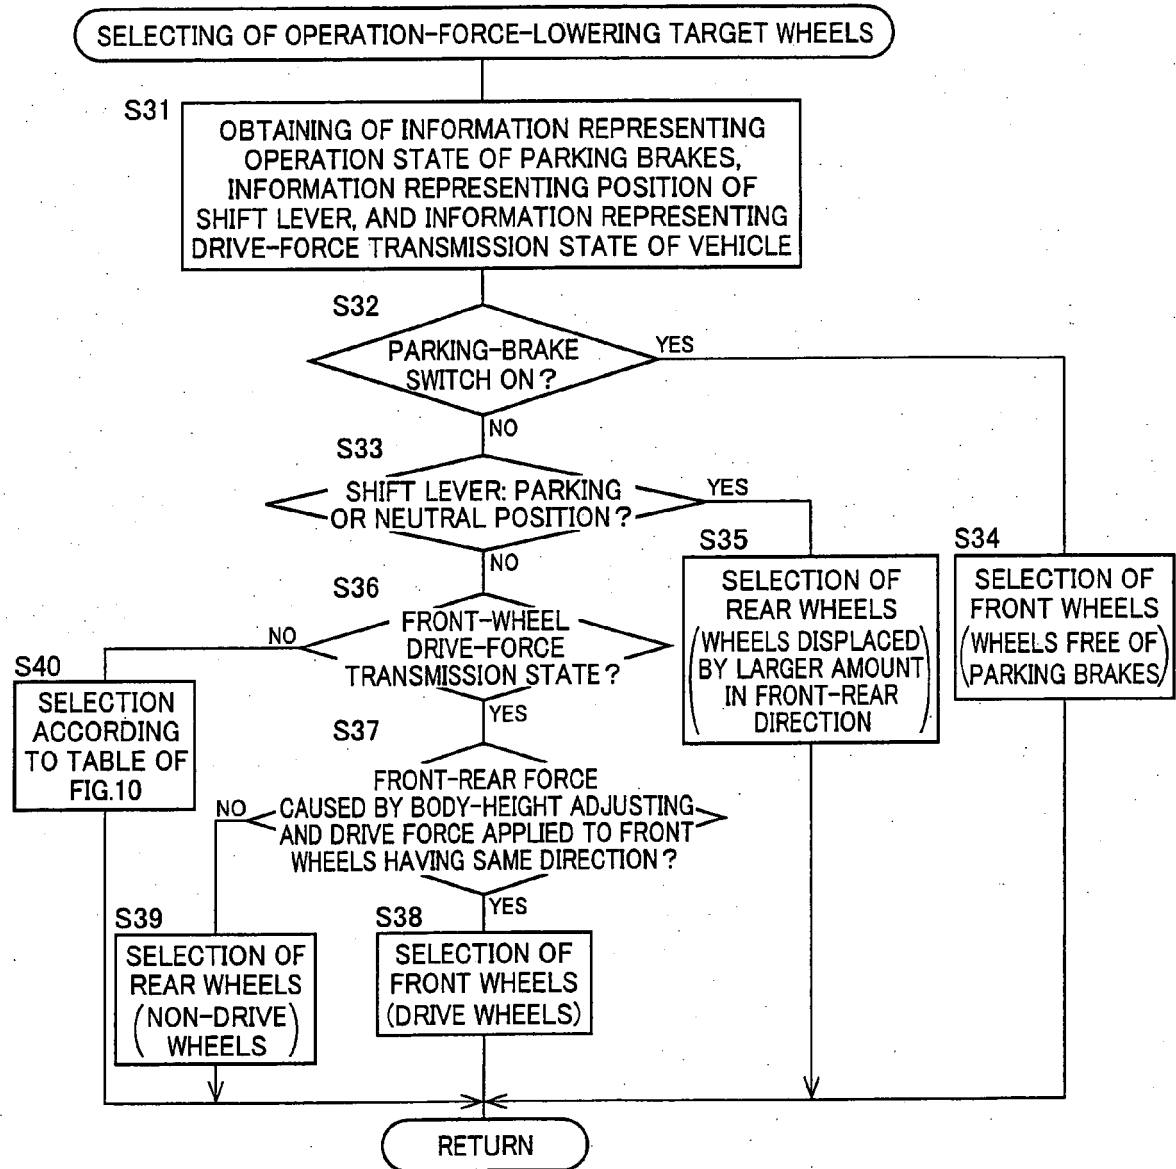 SELECTING OF OPERATION-FORCE-LOWERING TARGET WHEELS
S31
OBTAINING OF INFORMATION REPRESENTING
OPERATION STATE OF PARKING BRAKES,
INFORMATION REPRESENTING POSITION OF
SHIFT LEVER, AND INFORMATION REPRESENTING
DRIVE-FORCE TRANSMISSION STATE OF VEHICLE
S32
PARKING-BRAKE
SWITCH ON?
YES
NO
S33
SHIFT LEVER: PARKING
OR NEUTRAL POSITION?
YES
NO
S35
SELECTION OF
REAR WHEELS
(WHEELS DISPLACED
BY LARGER AMOUNT
IN FRONT-REAR
DIRECTION)
S34
SELECTION OF
FRONT WHEELS
(WHEELS FREE OF
PARKING BRAKES)
S36
FRONT-WHEEL
DRIVE-FORCE
TRANSMISSION STATE?
NO
YES
S40
SELECTION
ACCORDING
TO TABLE OF
FIG.10
S37
FRONT-REAR FORCE
CAUSED BY BODY-HEIGHT ADJUSTING
AND DRIVE FORCE APPLIED TO FRONT
WHEELS HAVING SAME DIRECTION?
NO
YES
S39
SELECTION OF
REAR WHEELS
(NON-DRIVE
WHEELS)
S38
SELECTION OF
FRONT WHEELS
(DRIVE WHEELS)
RETURN